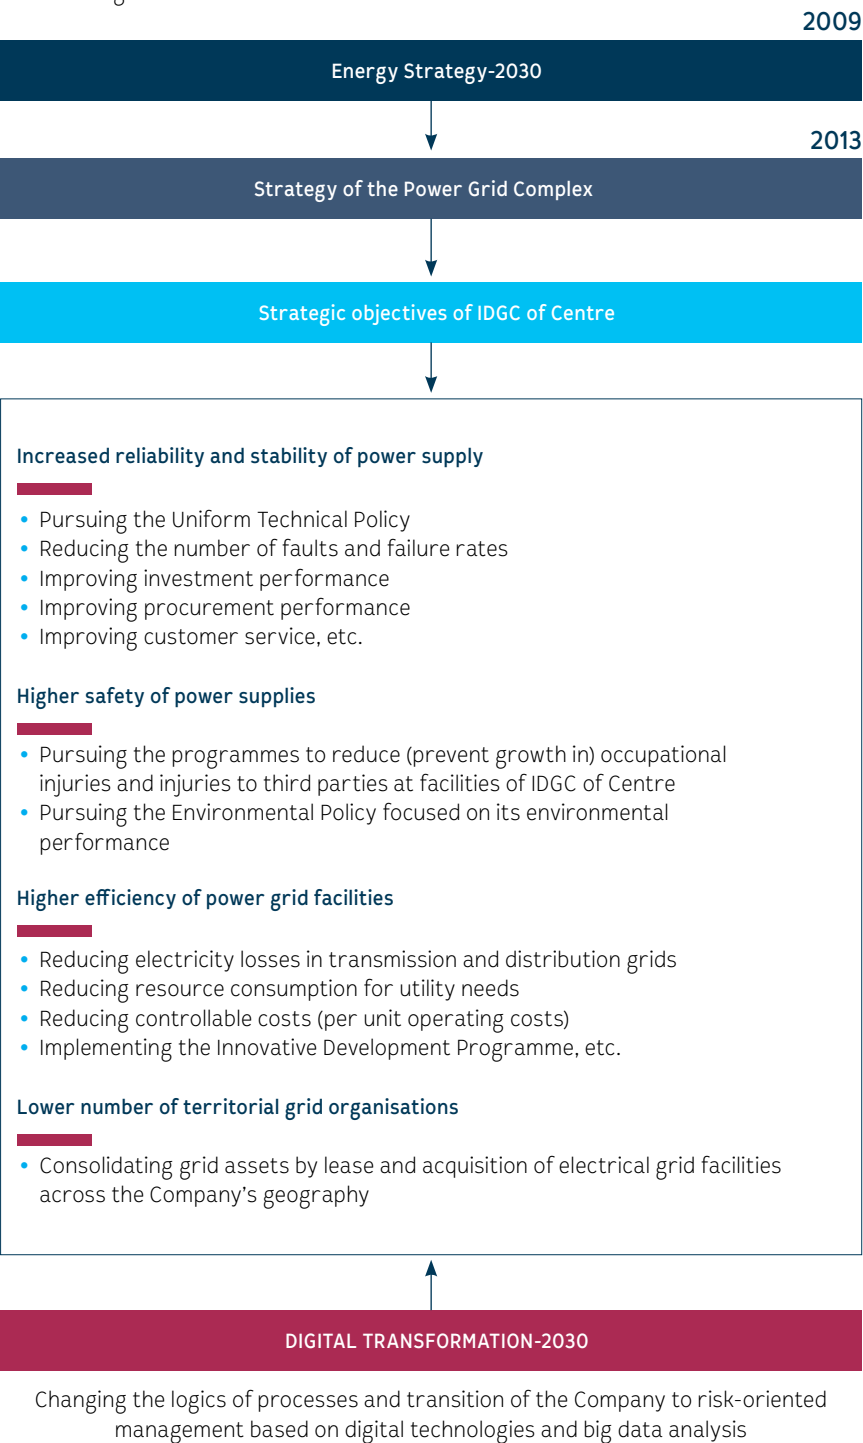 2009
Energy Strategy-2030
2013
Strategy of the Power Grid Complex
Strategic objectives of IDGC of Centre
Increased reliability and stability of power supply
• Pursuing the Uniform Technical Policy
• Reducing the number of faults and failure rates
• Improving investment performance
• Improving procurement performance
• Improving customer service, etc.
Higher safety of power supplies
• Pursuing the programmes to reduce (prevent growth in) occupational
injuries and injuries to third parties at facilities of IDGC of Centre
• Pursuing the Environmental Policy focused on its environmental
performance
Higher efficiency of power grid facilities
• Reducing electricity losses in transmission and distribution grids
• Reducing resource consumption for utility needs
• Reducing controllable costs (per unit operating costs)
• Implementing the Innovative Development Programme, etc.
Lower number of territorial grid organisations
• Consolidating grid assets by lease and acquisition of electrical grid facilities
across the Company’s geography
DIGITAL TRANSFORMATION-2030
Changing the logics of processes and transition of the Company to risk-oriented
management based on digital technologies and big data analysis